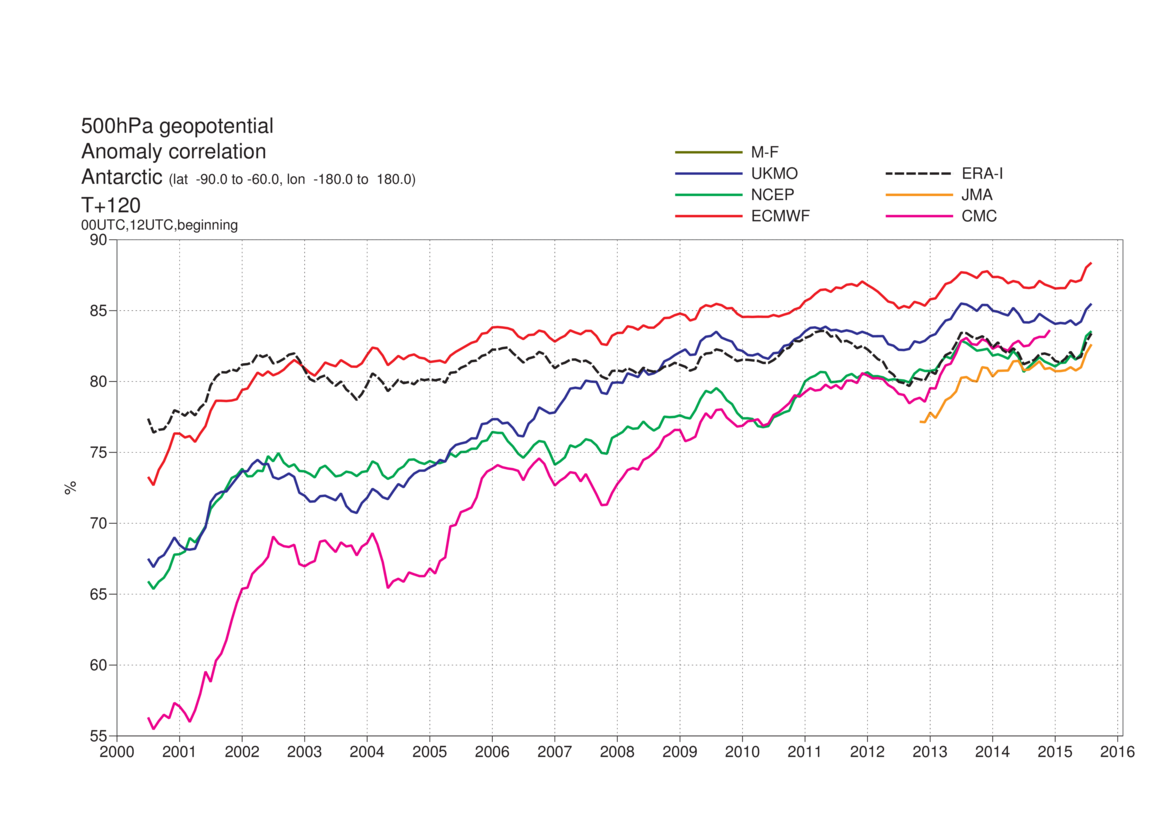 500hPa geopotential
Anomaly correlation
Antarctic (lat -90.0 to -60.0, lon -180.0 to 180.0)
T+120
00UTC,12UTC,beginning
M-F
UKMO
ERA-I
NCEP
JMA
ECMWF
CMC
90
85
80
75
70
65
60
55
%
2000 2001 2002 2003 2004 2005 2006 2007 2008 2009 2010 2011 2012 2013 2014 2015 2016